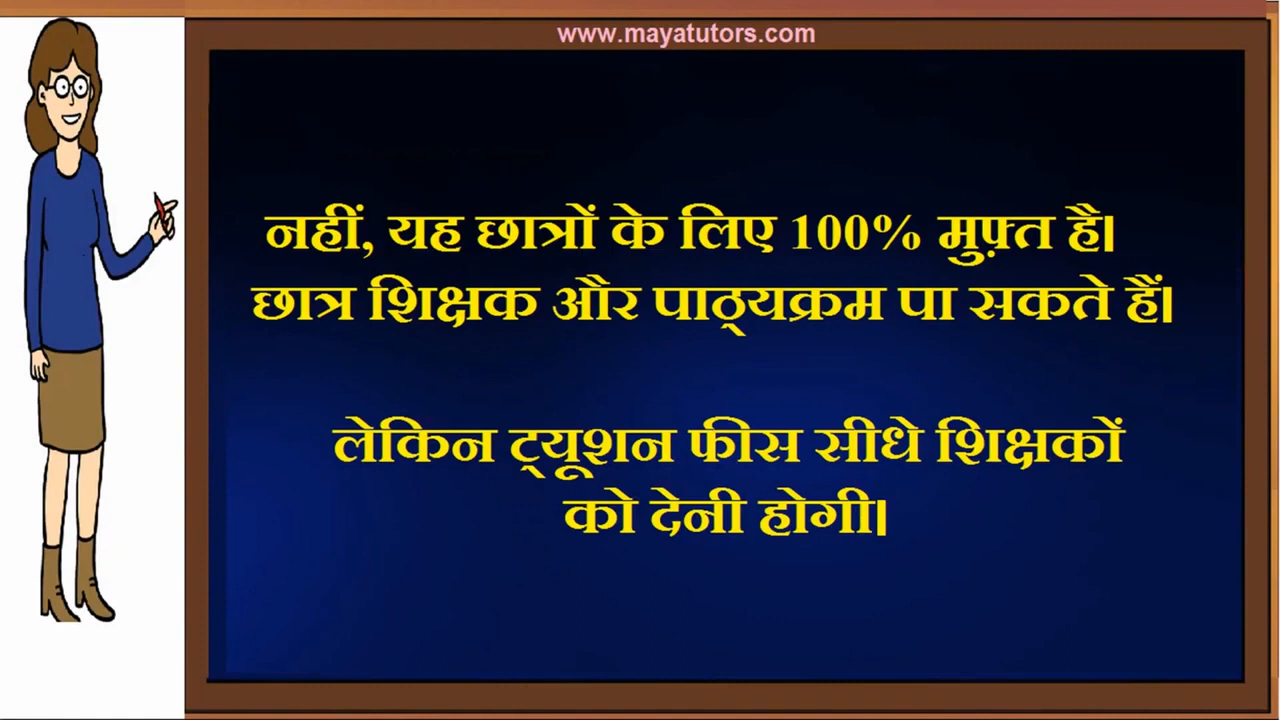 www.mayatutors.com
नहीं, यह छात्रों के लिए 100% मुफ़्त है।
छात्र शिक्षक और पाठ्यक्रम पा सकते हैं।
लेकिन ट्यूशन फीस सीधे शिक्षकों
को देनी होगी।